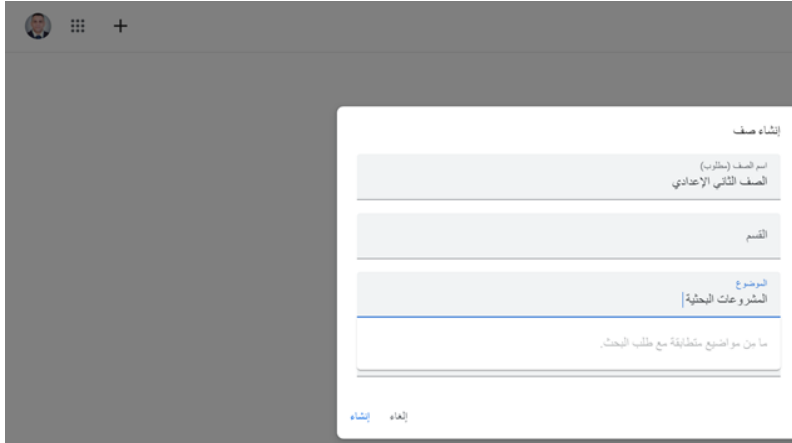 إنشاء صف
اسم الصف (مطلوب)
الصف الثاني الإعدادي
القسم
الموضوع
المشروعات البحثية
ما من مواضيع متطابقة مع طلب البحث.
إلغاء إنشاء